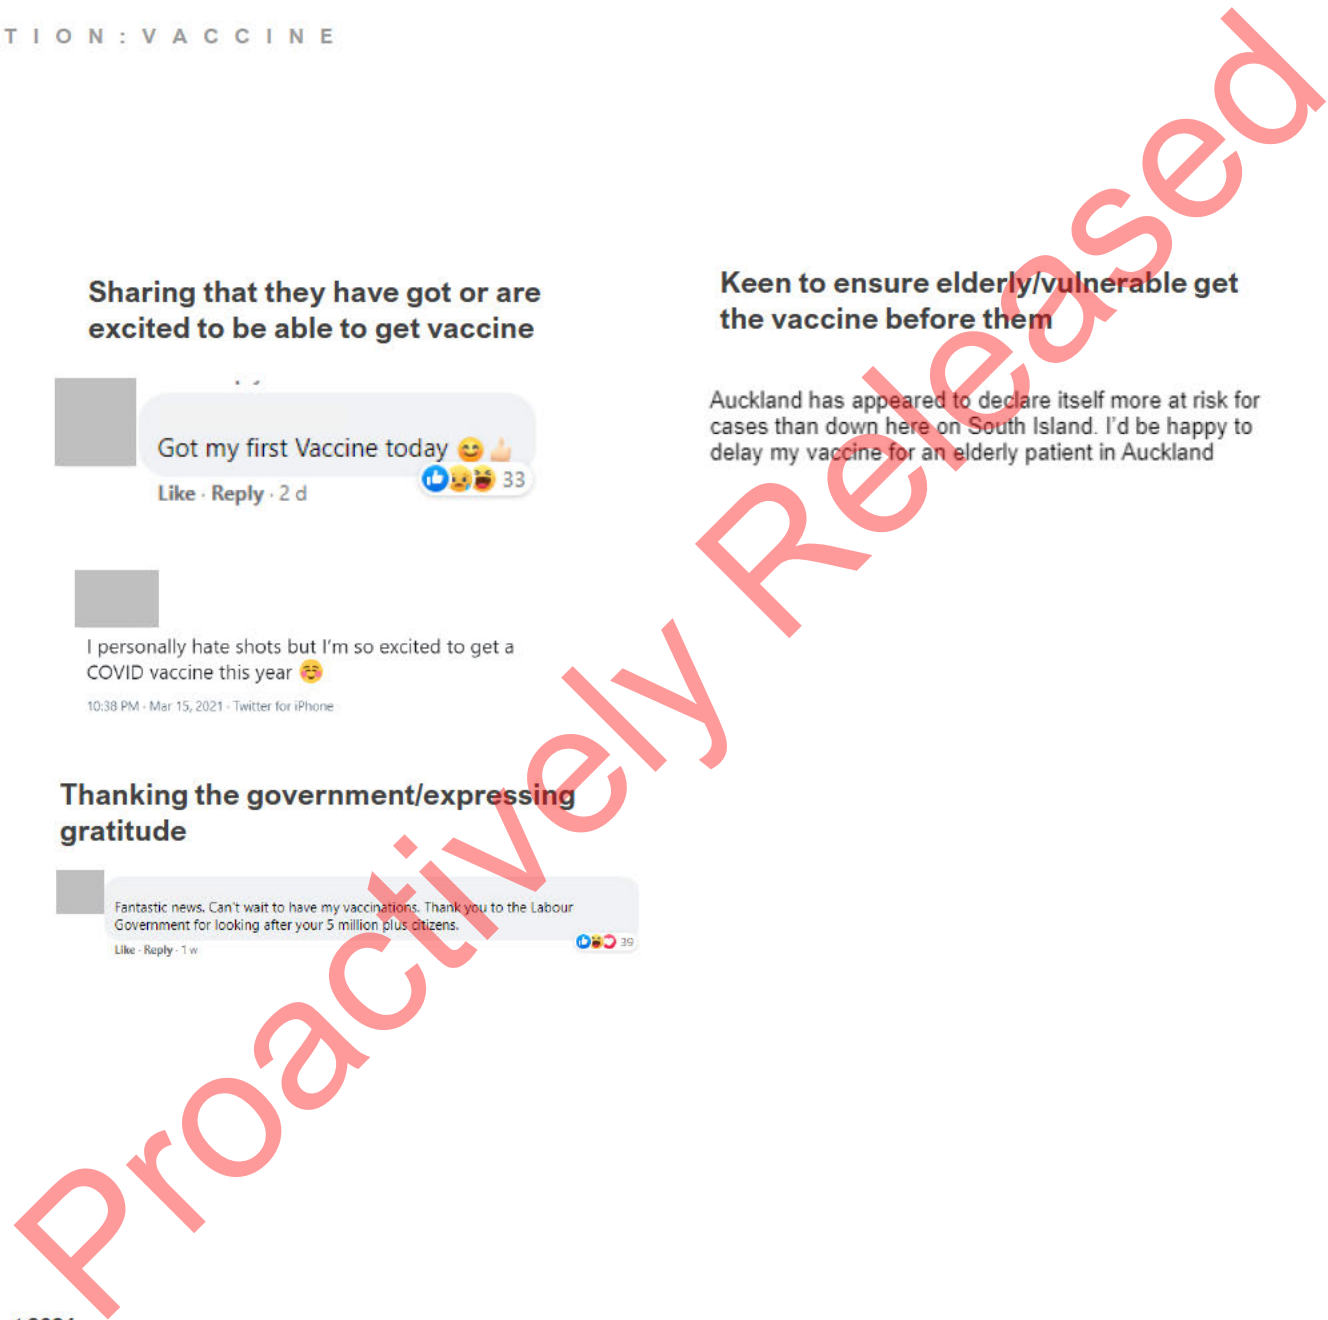 TION:VACCINE
Sharing that they have got or are
excited to be able to get vaccine
Got my first Vaccine today 😊👍
33
Like · Reply · 2 d
I personally hate shots but I'm so excited to get a
COVID vaccine this year ☺️
10:38 PM · Mar 15, 2021 · Twitter for iPhone
Thanking the government/expressing
gratitude
Fantastic news. Can't wait to have my vaccinations. Thank you to the Labour
Government for looking after your 5 million plus citizens.
Like · Reply · 1 w
39
Keen to ensure elderly/vulnerable get
the vaccine before them
Auckland has appeared to declare itself more at risk for
cases than down here on South Island. I'd be happy to
delay my vaccine for an elderly patient in Auckland
Proactively Released